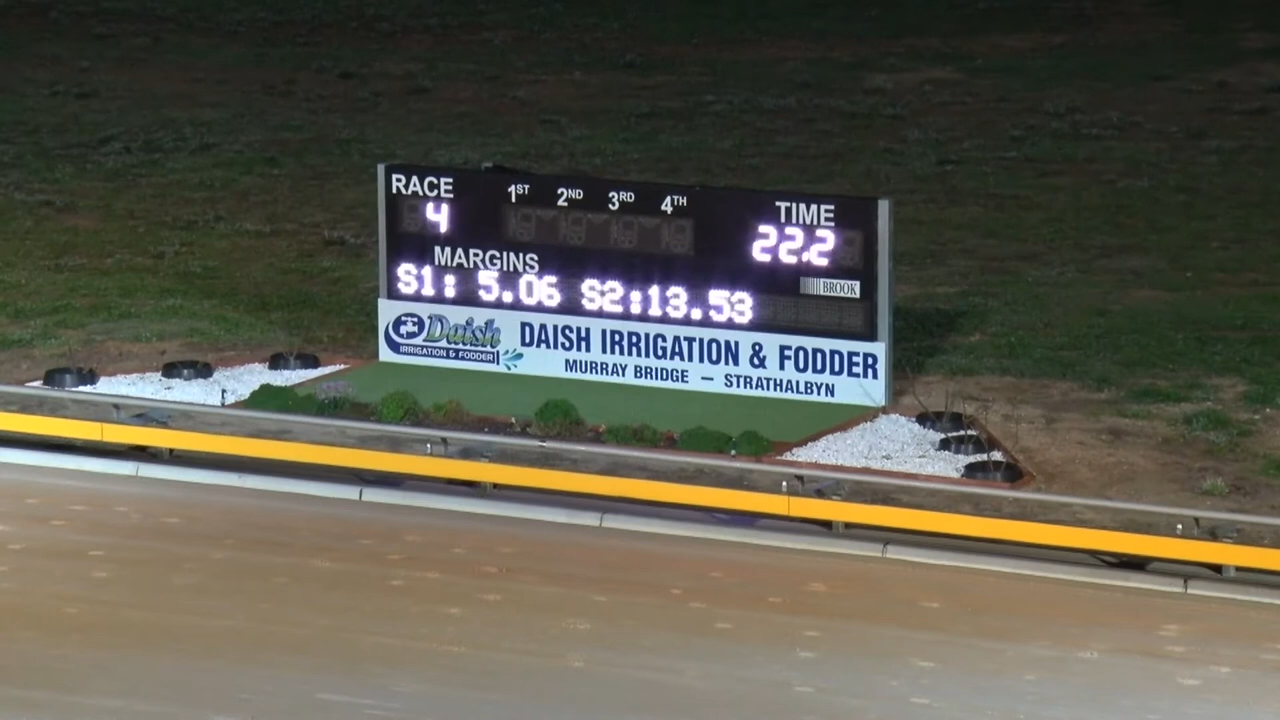 RACE 1ST 2ND 3RD 4TH TIME
4 22.2
MARGINS
S1: 5.06 S2:13.53
BROOK
Daish
IRRIGATION & FODDER
DAISH IRRIGATION & FODDER
MURRAY BRIDGE — STRATHALBYN